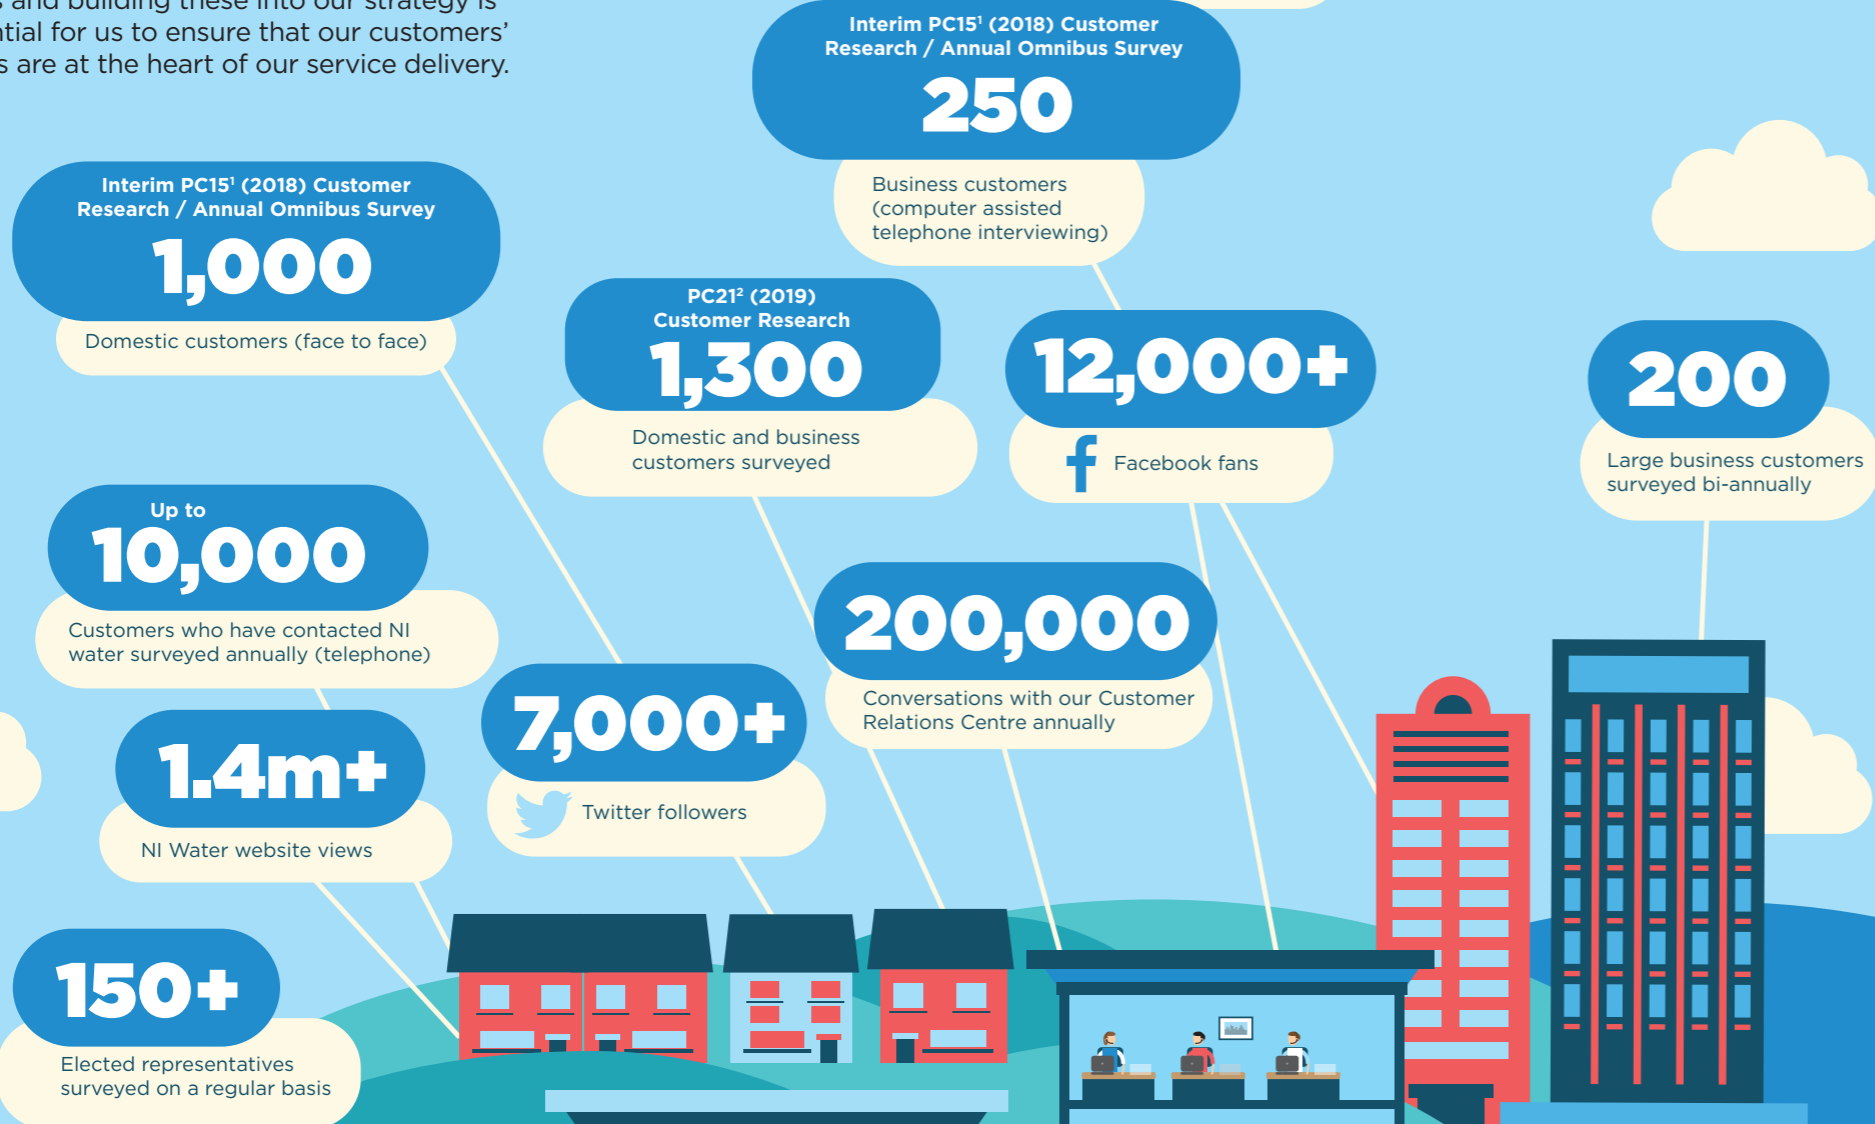 and building these into our strategy is
for us to ensure that our customers'
are at the heart of our service delivery.
Interim PC15¹ (2018) Customer
Research / Annual Omnibus Survey
250
Business customers
(computer assisted
telephone interviewing)
Interim PC15¹ (2018) Customer
Research / Annual Omnibus Survey
1,000
Domestic customers (face to face)
PC21² (2019)
Customer Research
1,300
Domestic and business
customers surveyed
12,000+
Facebook fans
200
Large business customers
surveyed bi-annually
Up to
10,000
Customers who have contacted NI
water surveyed annually (telephone)
200,000
Conversations with our Customer
Relations Centre annually
7,000+
Twitter followers
1.4m+
NI Water website views
150+
Elected representatives
surveyed on a regular basis